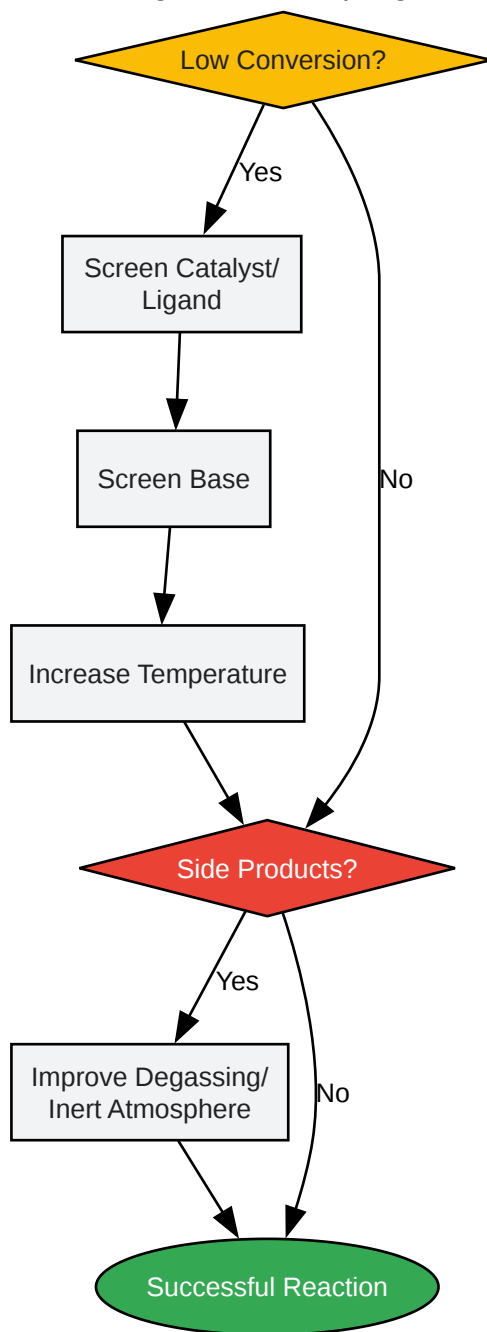 Low Conversion?
Yes
Screen Catalyst/
Ligand
Screen Base
No
Increase Temperature
Side Products?
Yes
Improve Degassing/
Inert Atmosphere
No
Successful Reaction